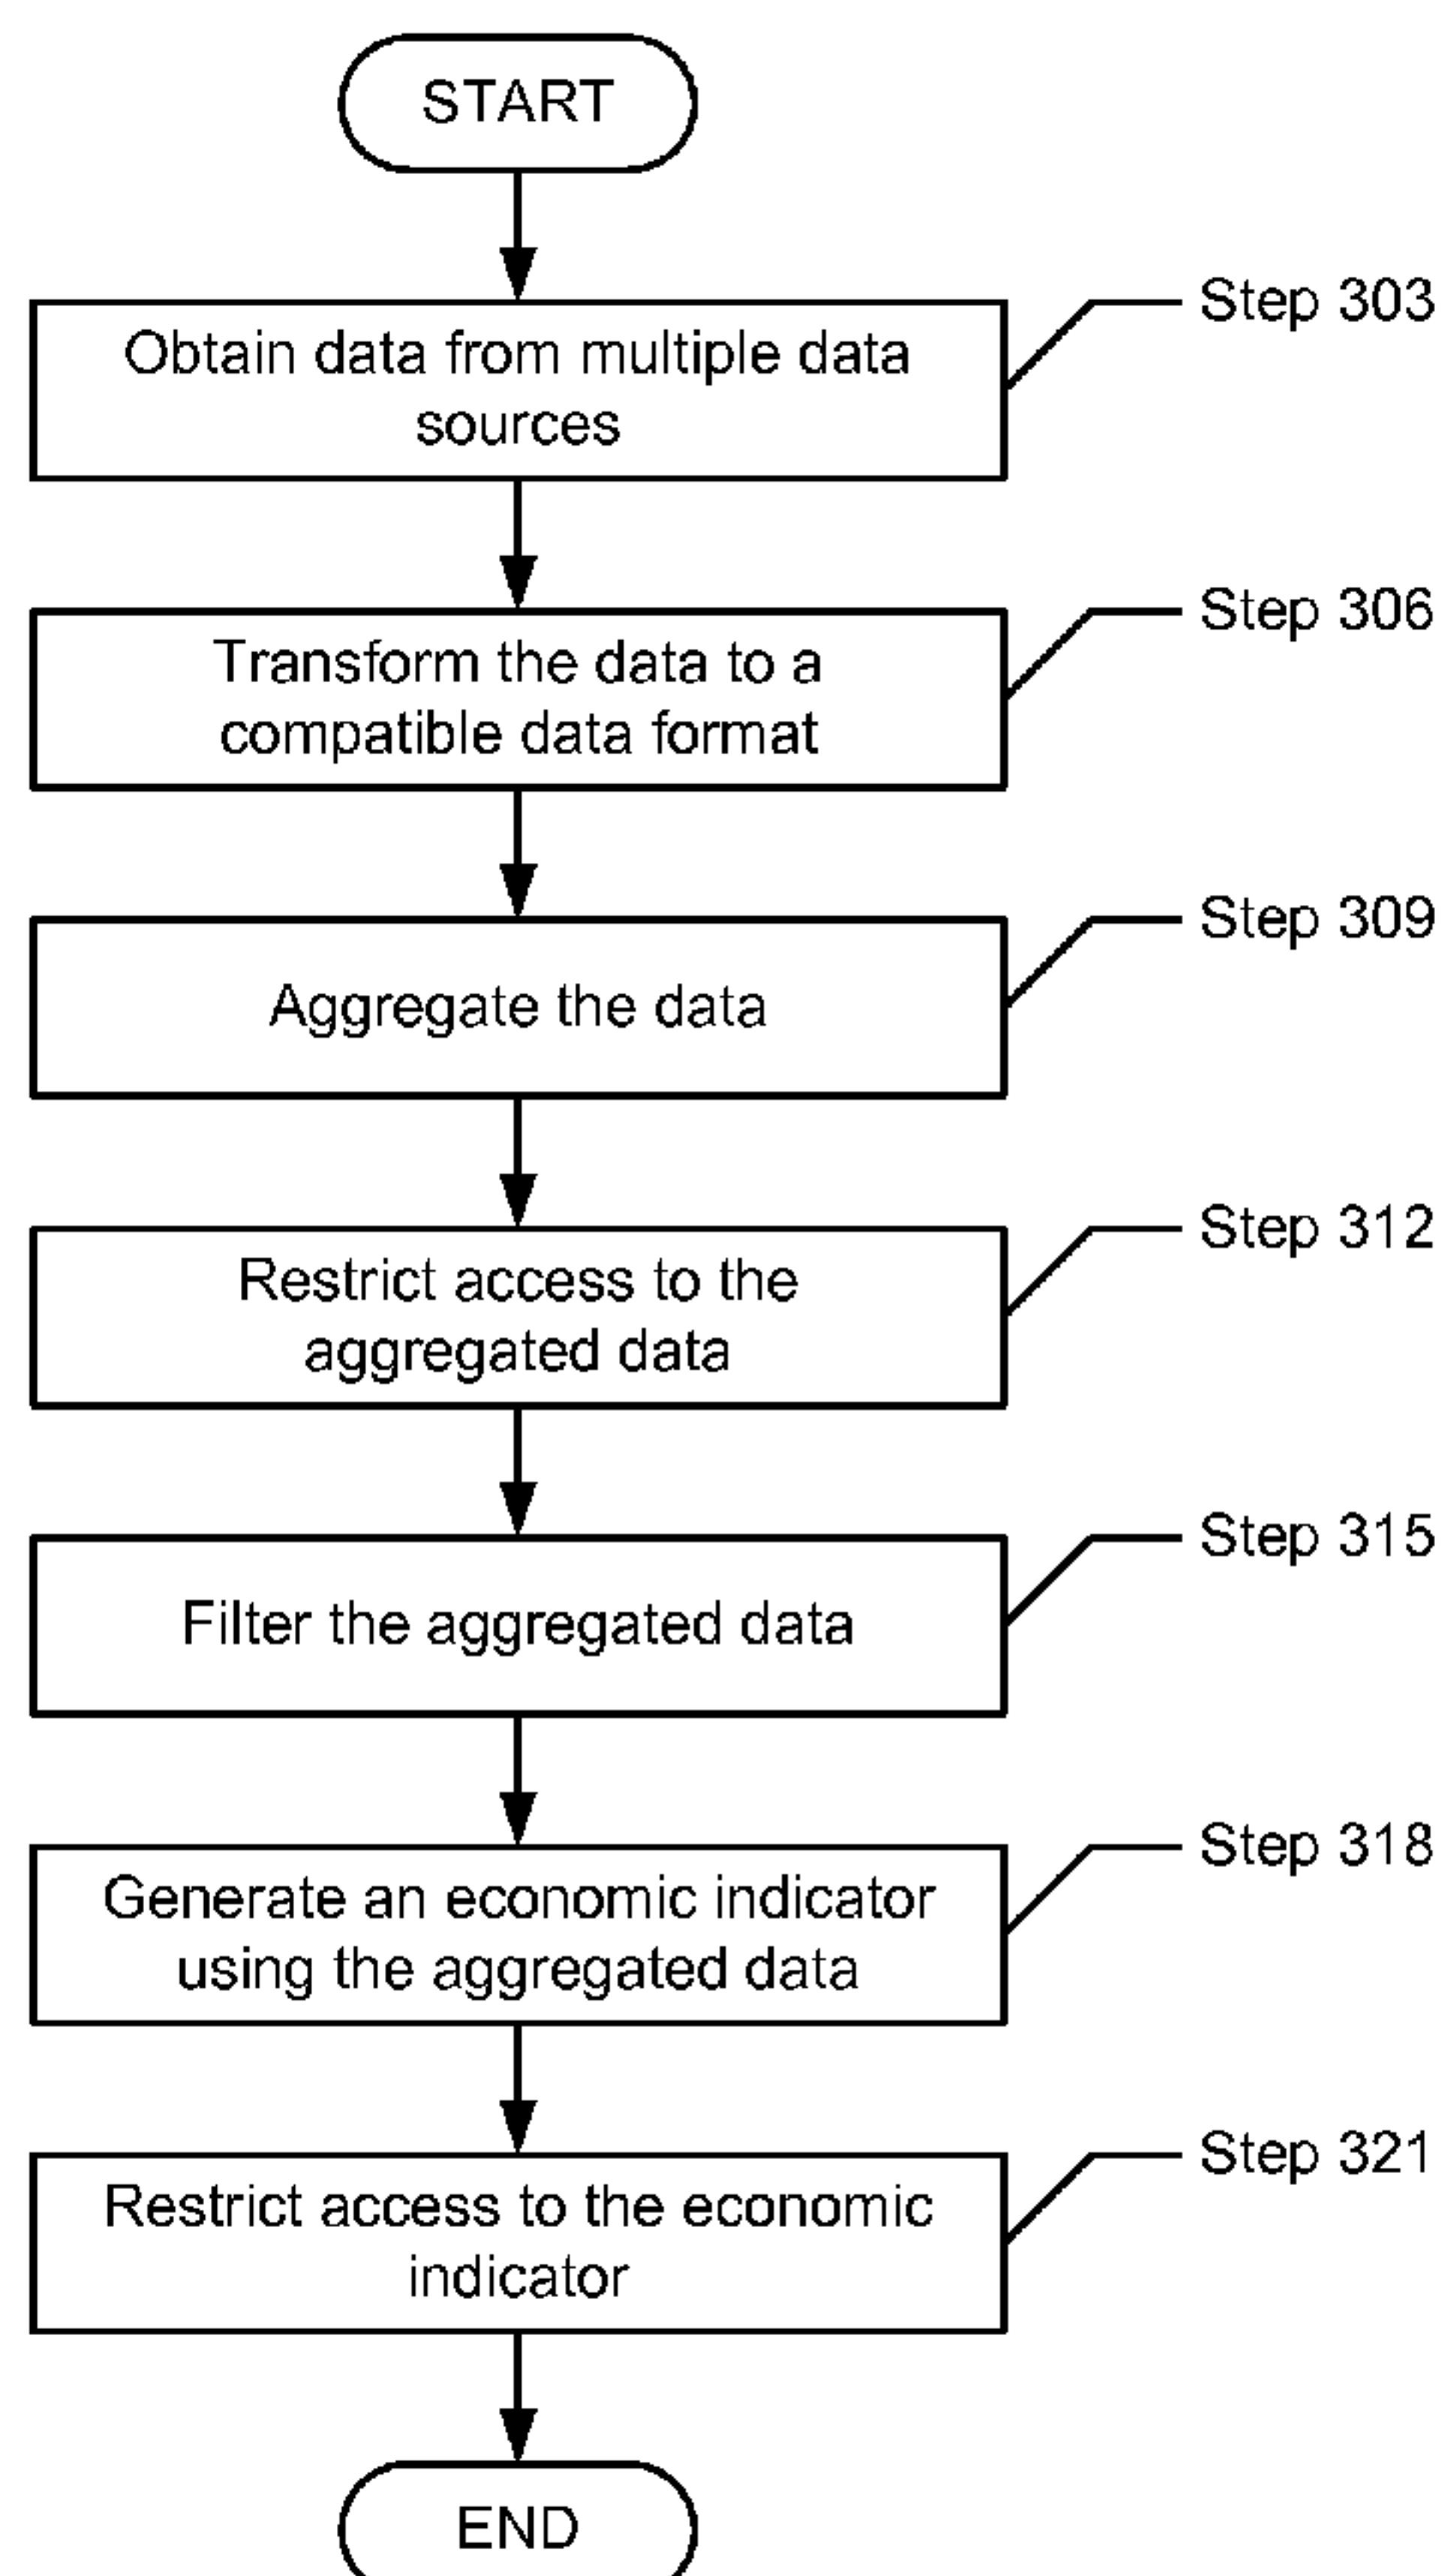 START
Step 303
Obtain data from multiple data
sources
Step 306
Transform the data to a
compatible data format
Step 309
Aggregate the data
Step 312
Restrict access to the
aggregated data
Step 315
Filter the aggregated data
Step 318
Generate an economic indicator
using the aggregated data
Step 321
Restrict access to the economic
indicator
END